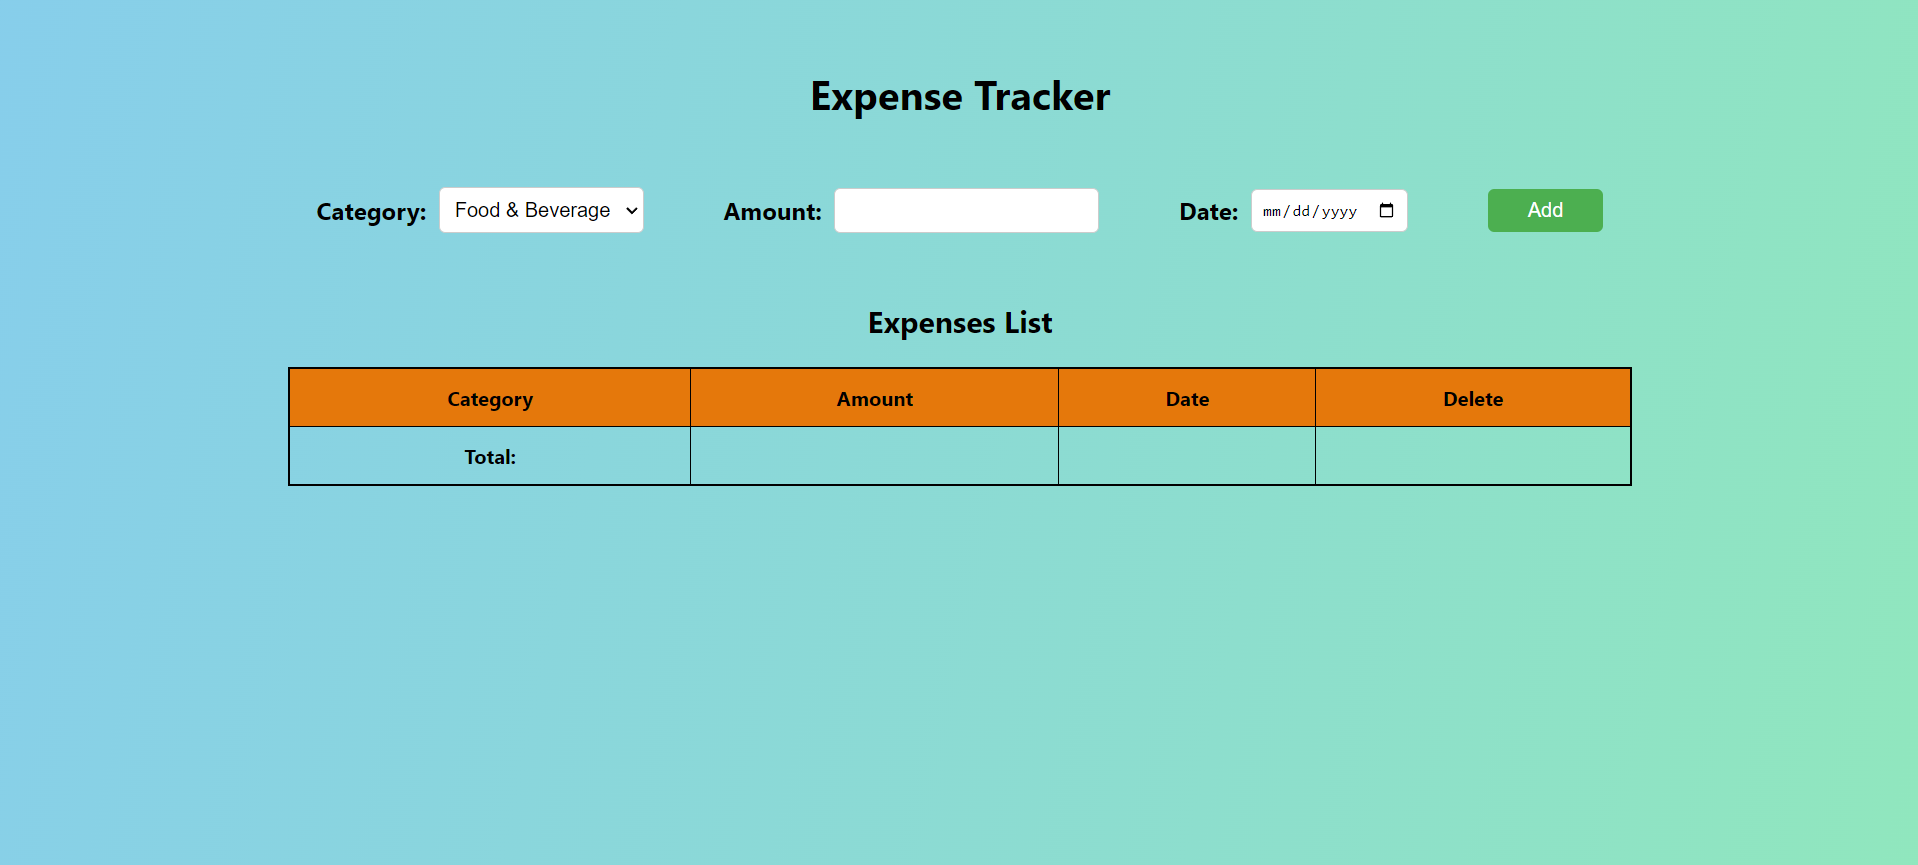 Expense Tracker
Category: Food & Beverage Amount: Date: mm/dd/yyyy Add
Expenses List
Category Amount Date Delete
Total: